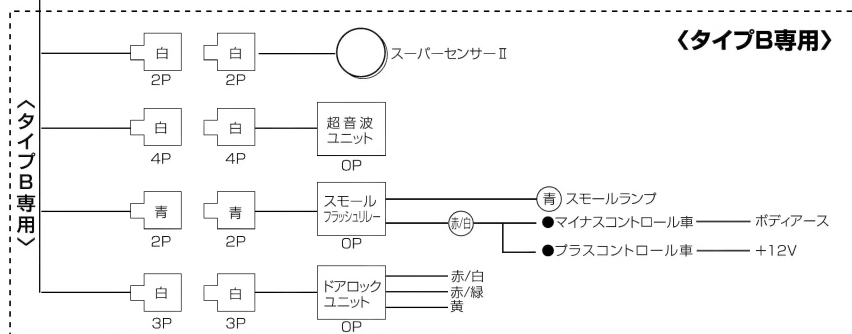 〈タイプB専用〉
〈タイプB専用〉
白 白 スーパーセンサーⅡ
2P 2P
白 白 超音波
ユニット
4P 4P OP
青 青 スモール
フラッシュリレー
2P 2P OP
青 スモールランプ
赤/白 ●マイナスコントロール車 ボディアース
●プラスコントロール車 +12V
白 白 ドアロック
ユニット
3P 3P OP
赤/白
赤/緑
黄